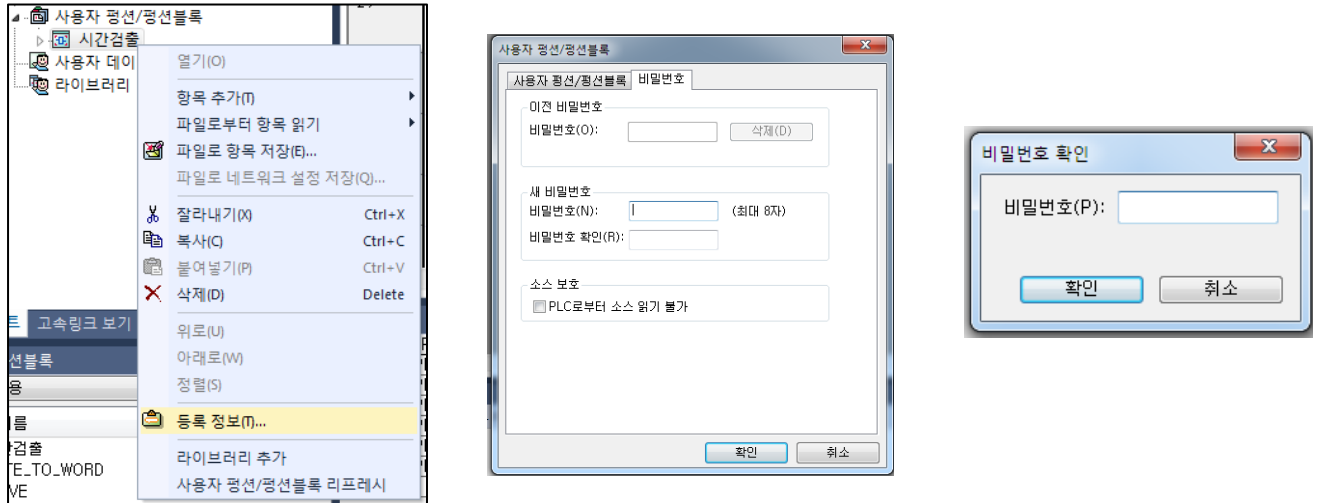 사용자 펑션/펑션블록
시간검출
사용자 데이
라이브러리
열기(O)
항목 추가(T)
파일로부터 항목 읽기
파일로 항목 저장(E)...
파일로 네트워크 설정 저장(Q)...
잘라내기(X) Ctrl+X
복사(C) Ctrl+C
붙여넣기(P) Ctrl+V
삭제(D) Delete
위로(U)
아래로(W)
정렬(S)
등록 정보(T)...
라이브러리 추가
사용자 펑션/펑션블록 리프레시
트 고속링크 보기
션블록
용
름
간검출
TE_TO_WORD
VE
사용자 펑션/펑션블록
사용자 펑션/펑션블록 비밀번호
이전 비밀번호
비밀번호(O): 삭제(D)
새 비밀번호
비밀번호(N): (최대 8자)
비밀번호 확인(R):
소스 보호
PLC로부터 소스 읽기 불가
확인 취소
비밀번호 확인
비밀번호(P):
확인 취소